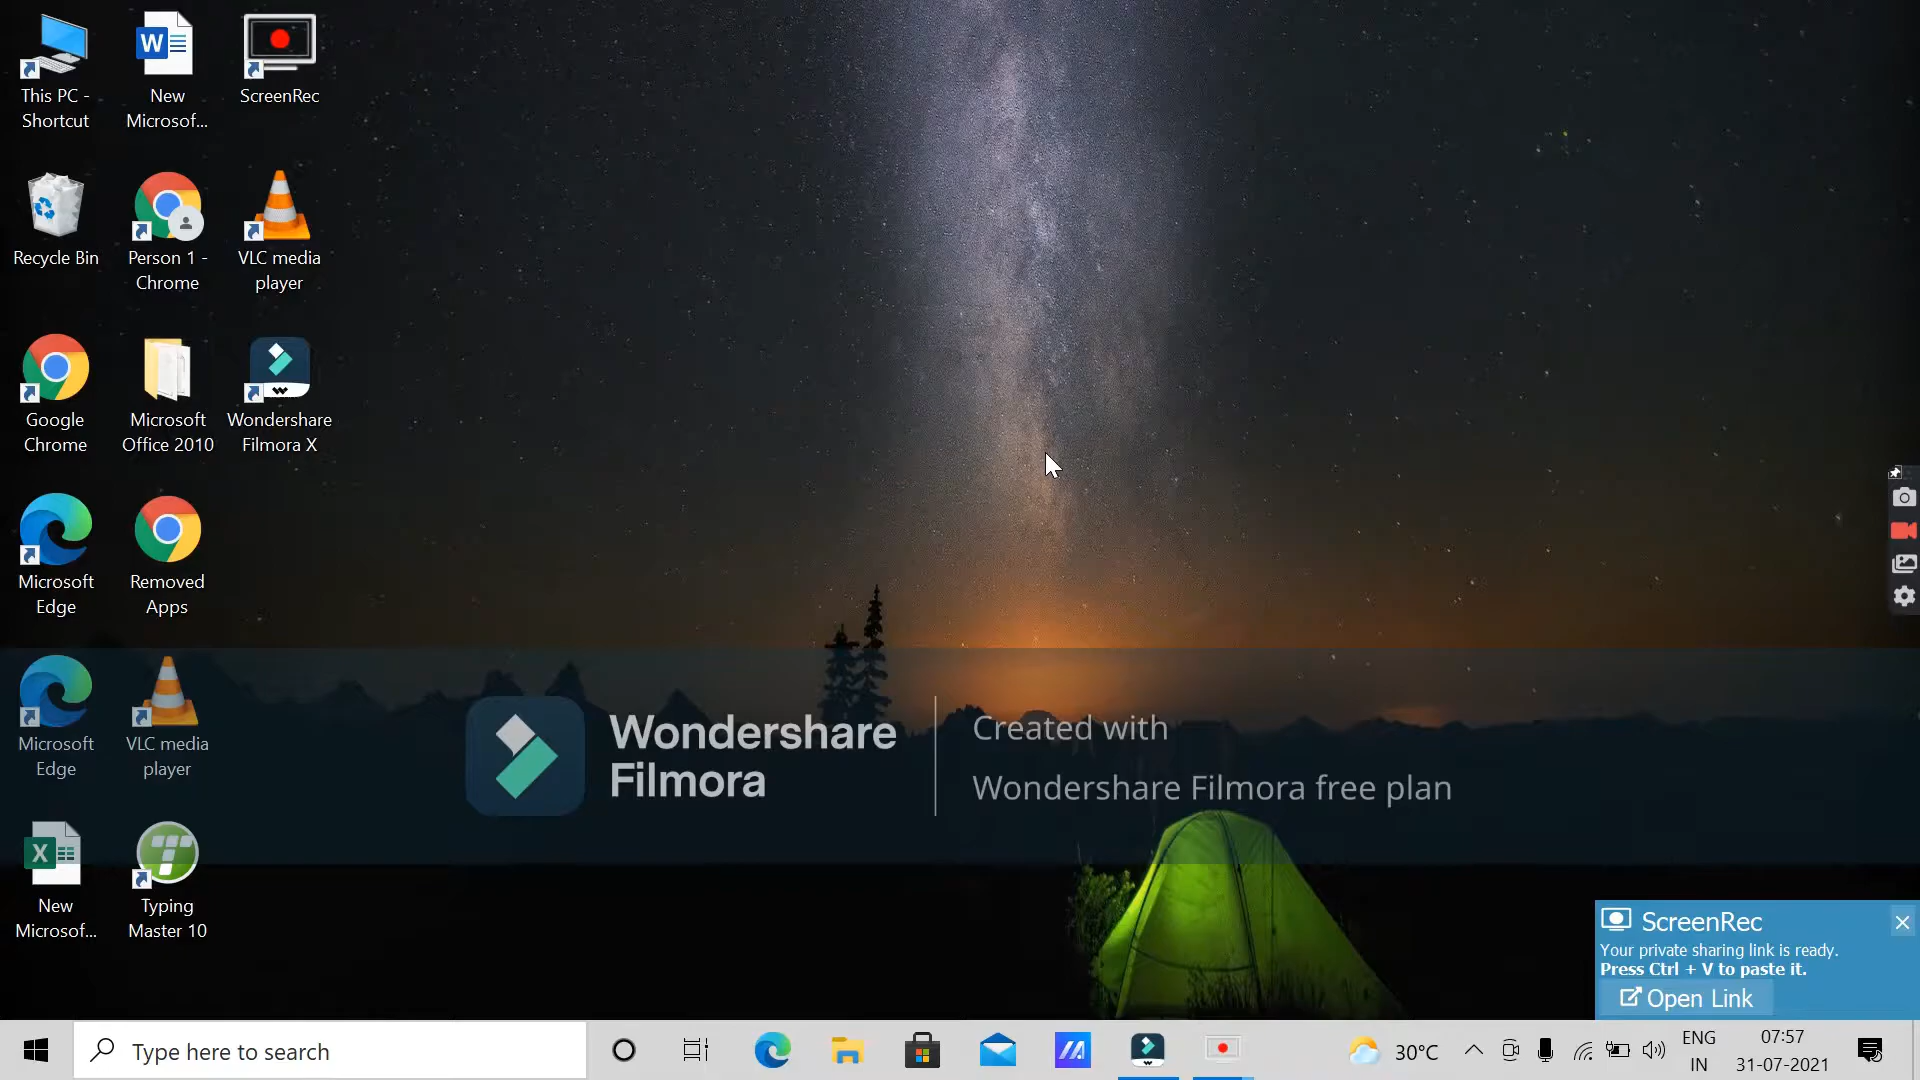 This PC -
Shortcut
New
Microsof...
ScreenRec
Recycle Bin
Person 1 -
Chrome
VLC media
player
Google
Chrome
Microsoft
Office 2010
Wondershare
Filmora X
Microsoft
Edge
Removed
Apps
Microsoft
Edge
VLC media
player
New
Microsof...
Typing
Master 10
Wondershare
Filmora
Created with
Wondershare Filmora free plan
ScreenRec
Your private sharing link is ready.
Press Ctrl + V to paste it.
Open Link
Type here to search
30°C
ENG
IN
07:57
31-07-2021